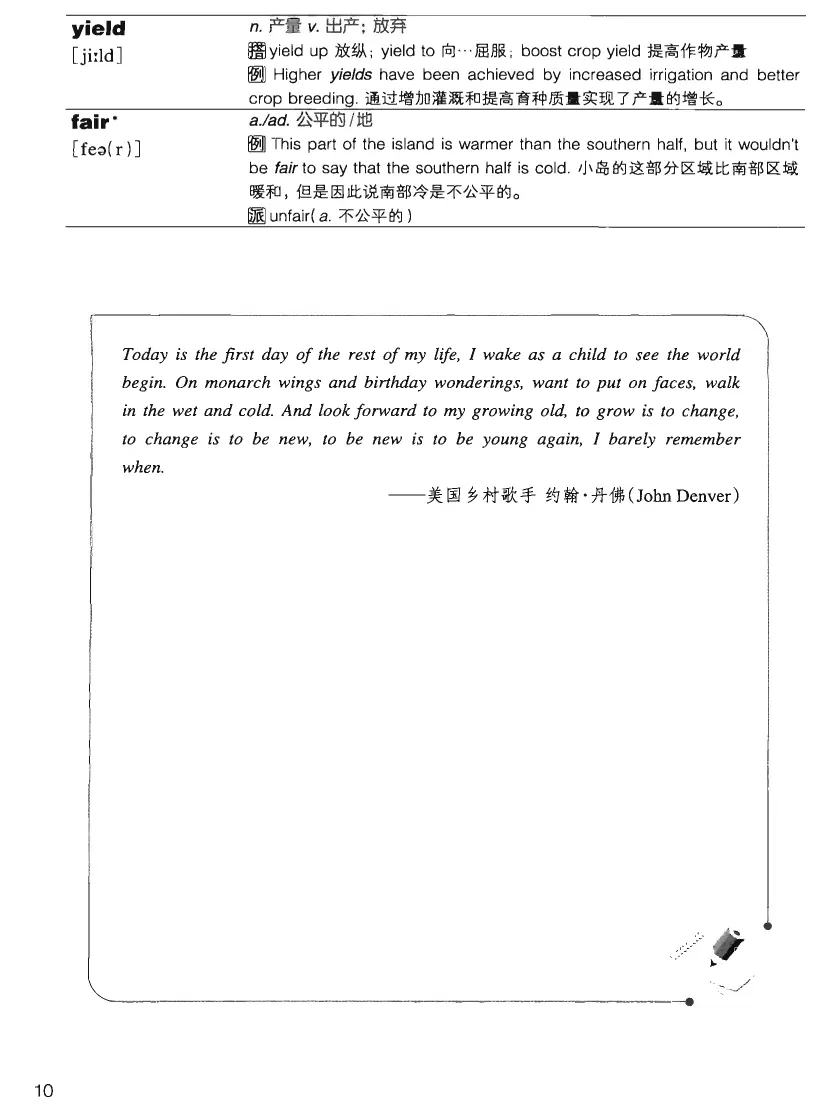 yield
n. 产量 v. 出产；放弃
[jiːld]
搭 yield up 放纵；yield to 向…屈服；boost crop yield 提高作物产量
例 Higher yields have been achieved by increased irrigation and better
crop breeding. 通过增加灌溉和提高育种质量实现了产量的增长。
fair*
a./ad. 公平的/地
[feə(r)]
例 This part of the island is warmer than the southern half, but it wouldn't
be fair to say that the southern half is cold. 小岛的这部分区域比南部区域
暖和，但是因此说南部冷是不公平的。
派 unfair(a. 不公平的)
Today is the first day of the rest of my life, I wake as a child to see the world
begin. On monarch wings and birthday wonderings, want to put on faces, walk
in the wet and cold. And look forward to my growing old, to grow is to change,
to change is to be new, to be new is to be young again, I barely remember
when.
——美国乡村歌手 约翰·丹佛(John Denver)
10